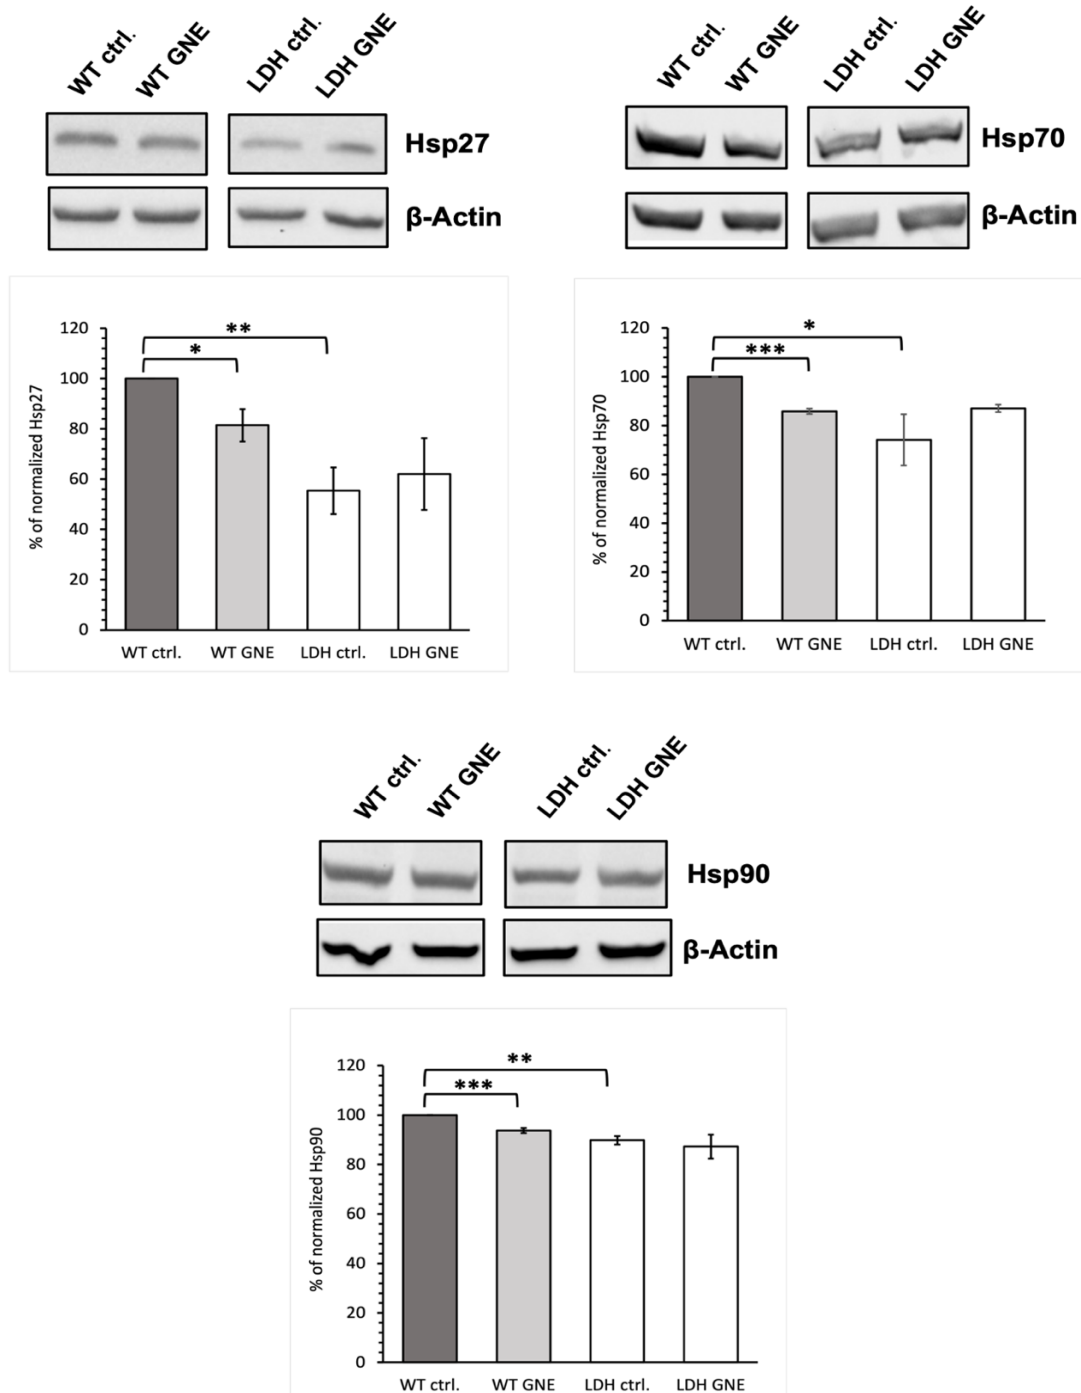 WT ctrl.
WT GNE
LDH ctrl.
LDH GNE
Hsp27
β-Actin
120
100
80
60
40
20
0
% of normalized Hsp27
**
*
WT ctrl. WT GNE LDH ctrl. LDH GNE
WT ctrl.
WT GNE
LDH ctrl.
LDH GNE
Hsp70
β-Actin
120
100
80
60
40
20
0
% of normalized Hsp70
*
***
WT ctrl. WT GNE LDH ctrl. LDH GNE
WT ctrl.
WT GNE
LDH ctrl.
LDH GNE
Hsp90
β-Actin
120
100
80
60
40
20
0
% of normalized Hsp90
**
***
WT ctrl. WT GNE LDH ctrl. LDH GNE